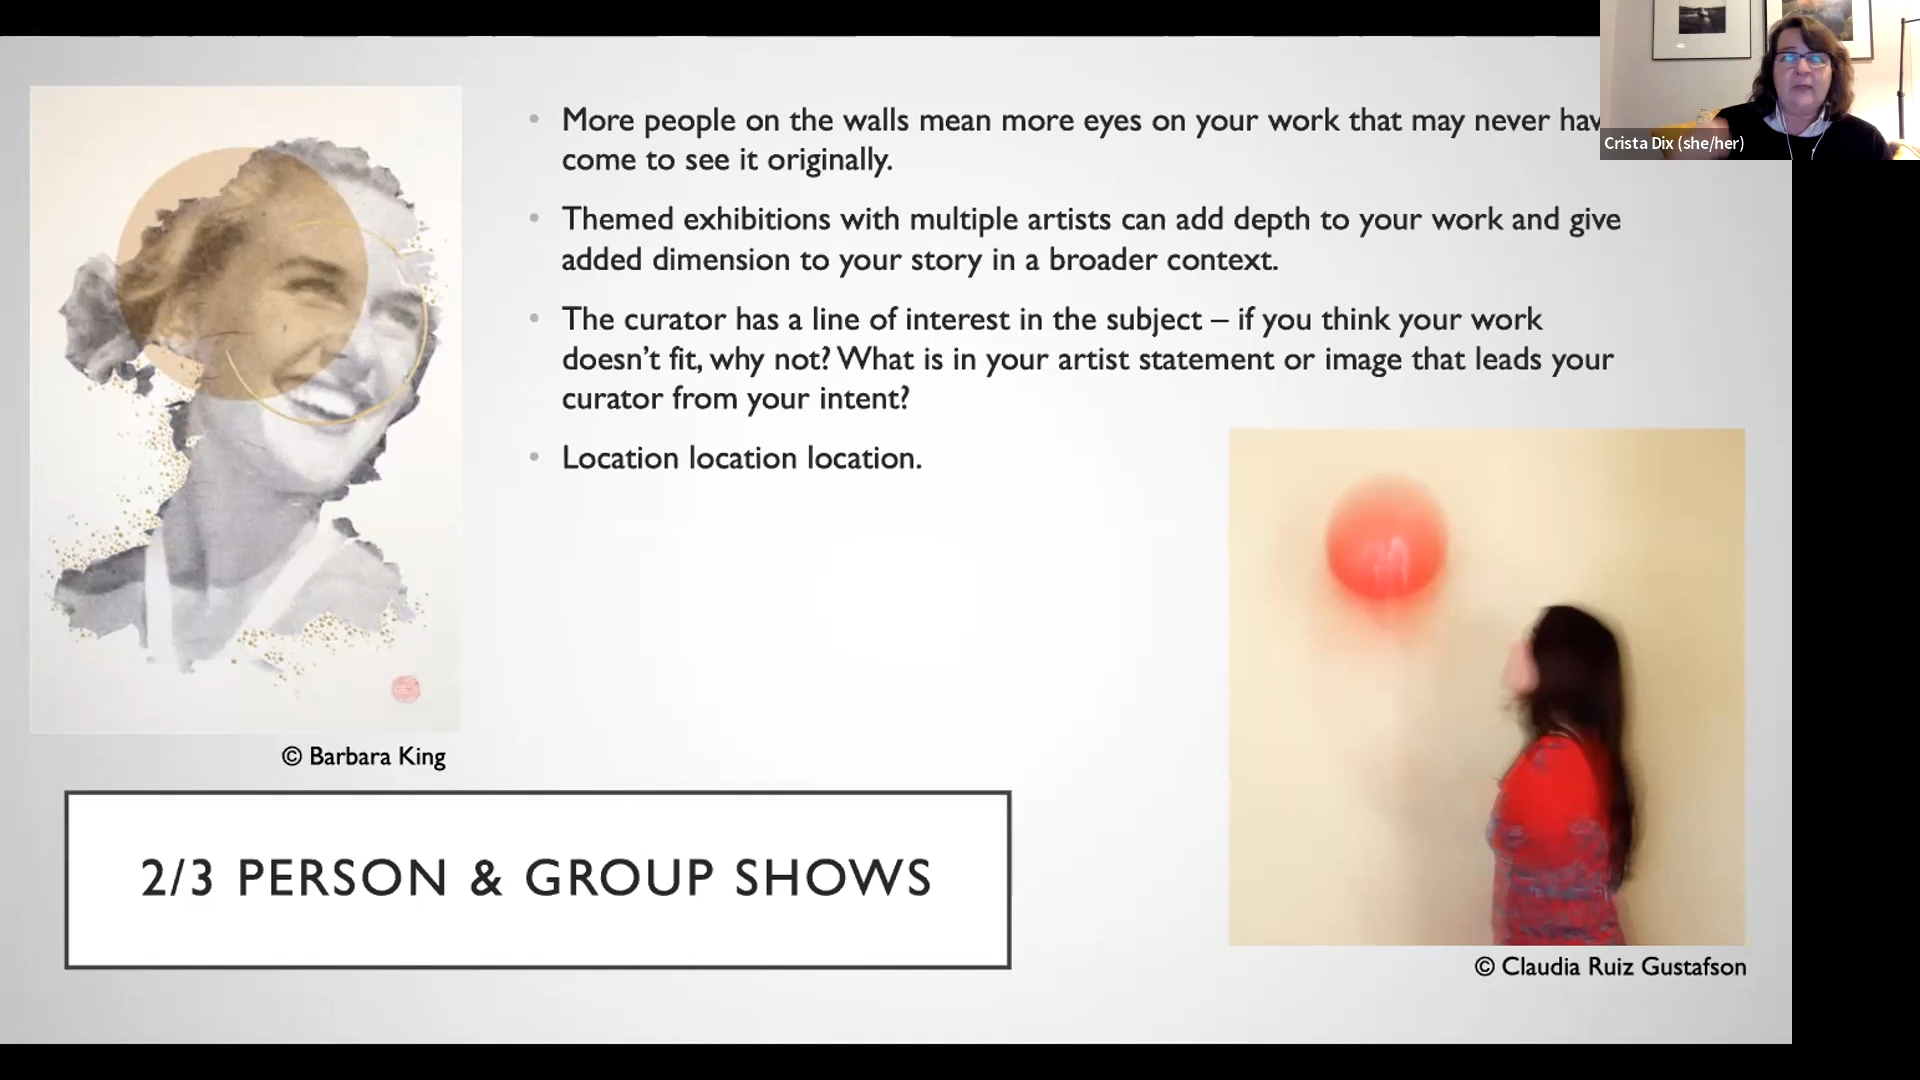 More people on the walls mean more eyes on your work that may never
come to see it originally.
Themed exhibitions with multiple artists can add depth to your work and give
added dimension to your story in a broader context.
The curator has a line of interest in the subject – if you think your work
doesn't fit, why not? What is in your artist statement or image that leads your
curator from your intent?
Location location location.
© Barbara King
2/3 PERSON & GROUP SHOWS
© Claudia Ruiz Gustafson
Crista Dix (she/her)